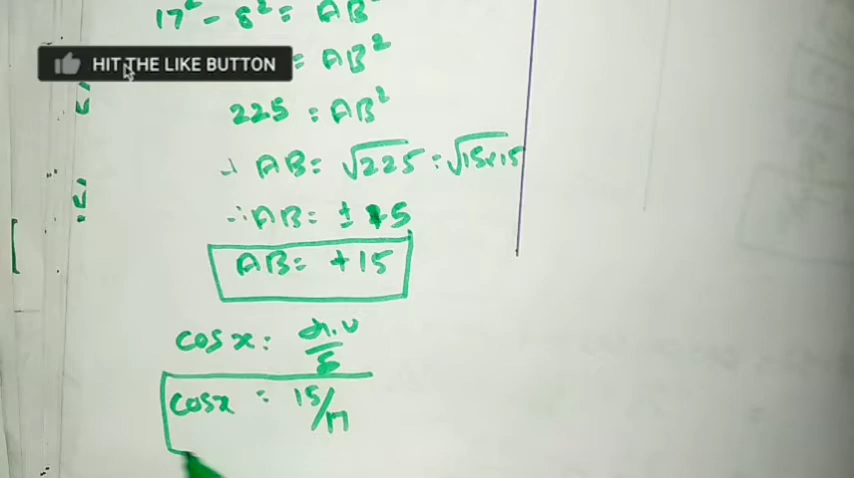 17² - 8² = AB²
= AB²
HIT THE LIKE BUTTON
225 = AB²
∴ AB = √225 = √15×15
∴ AB = ± 15
AB = +15
cos x =
cos x = 15/17